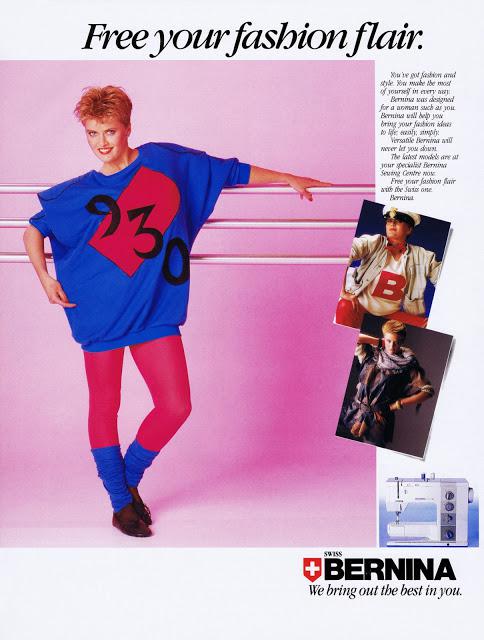 Free your fashion flair.
You've got fashion and
style. You make the most
of yourself in every way.
Bernina was designed
for a woman such as you.
Bernina will help you
bring your fashion ideas
to life; easily, simply.
Versatile Bernina will
never let you down.
The latest models are at
your specialist Bernina
Sewing Centre now.
Free your fashion flair
with the Swiss one.
Bernina.
930
B
SWISS
BERNINA
We bring out the best in you.